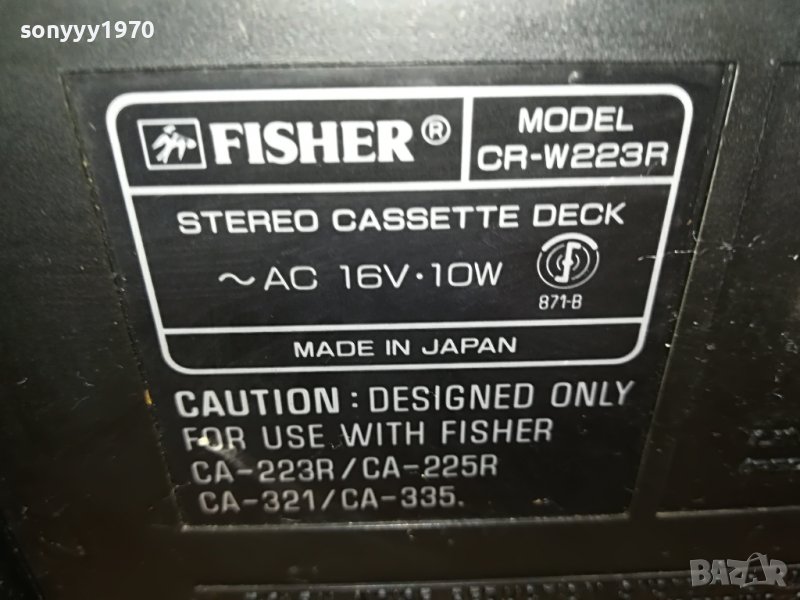 sonyyy1970
FISHER®
MODEL
CR-W223R
STEREO CASSETTE DECK
~AC 16V·10W
871-B
MADE IN JAPAN
CAUTION : DESIGNED ONLY
FOR USE WITH FISHER
CA-223R/CA-225R
CA-321/CA-335.
BAZAR